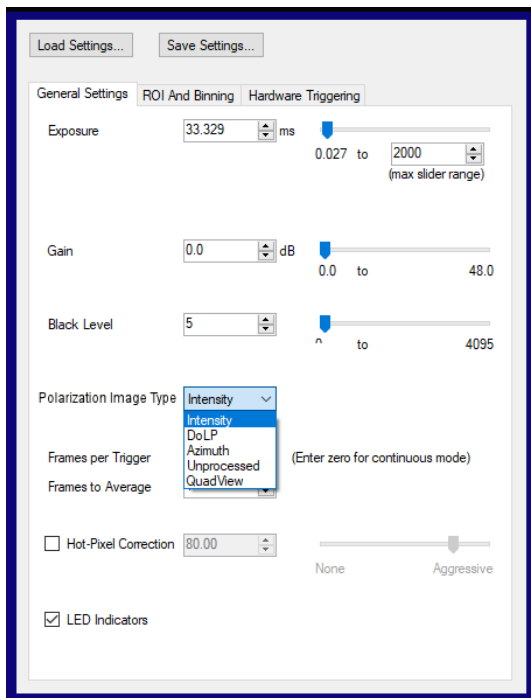 Load Settings... Save Settings...
General Settings ROI And Binning Hardware Triggering
Exposure 33.329 ms
0.027 to 2000
(max slider range)
Gain 0.0 dB
0.0 to 48.0
Black Level 5
to 4095
Polarization Image Type Intensity
Intensity
DoLP
Azimuth
Unprocessed
QuadView
Frames per Trigger (Enter zero for continuous mode)
Frames to Average
Hot-Pixel Correction 80.00
None Aggressive
LED Indicators